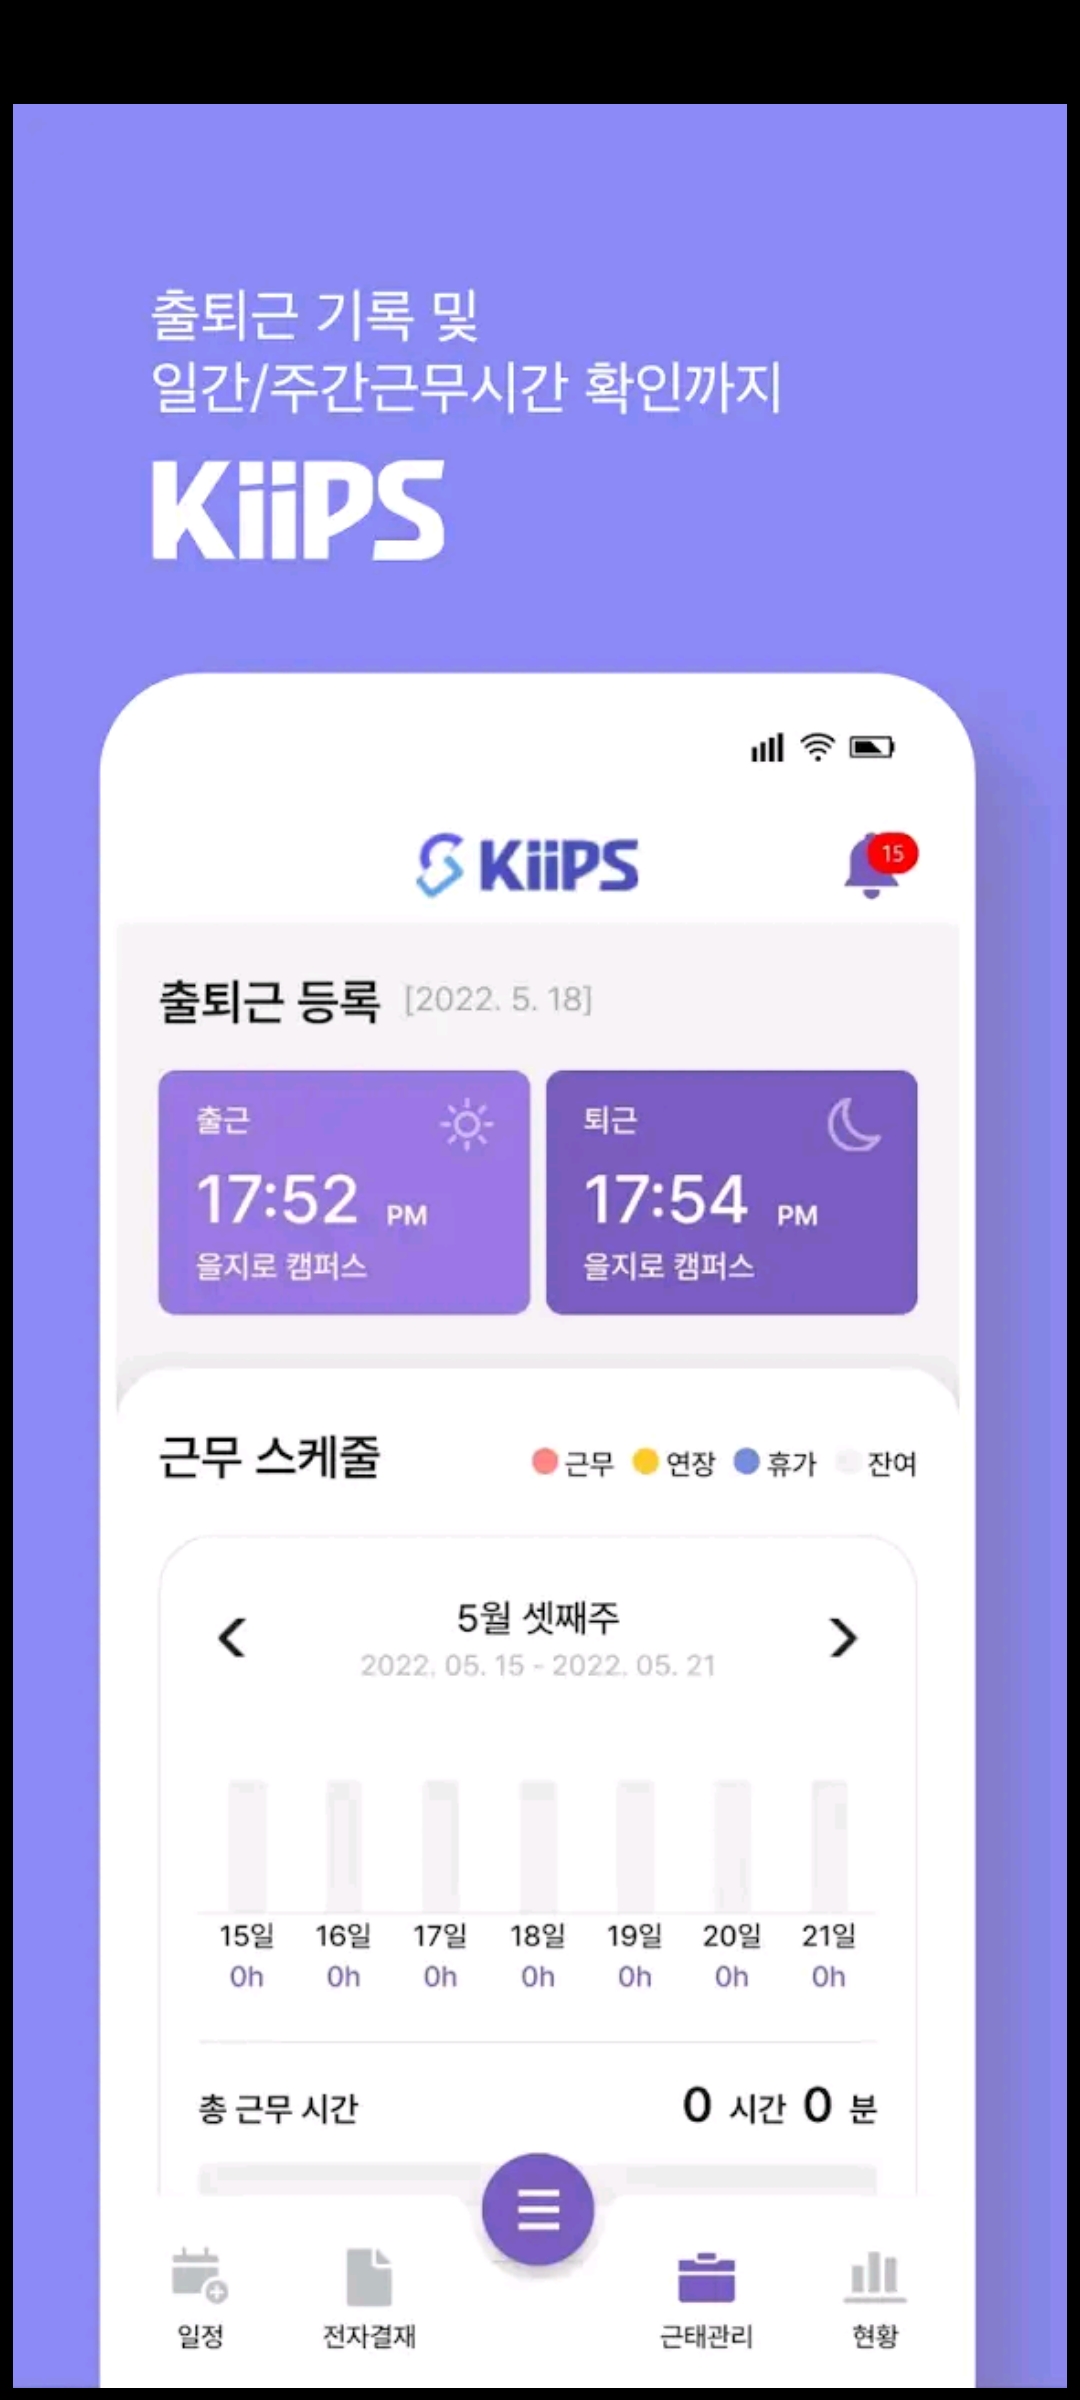 출퇴근 기록 및
일간/주간근무시간 확인까지
KiiPS
KiiPS
15
출퇴근 등록 [2022. 5. 18]
출근
17:52 PM
을지로 캠퍼스
퇴근
17:54 PM
을지로 캠퍼스
근무 스케줄
근무 연장 휴가 잔여
5월 셋째주
2022. 05. 15 - 2022. 05. 21
15일 16일 17일 18일 19일 20일 21일
0h 0h 0h 0h 0h 0h 0h
총 근무 시간 0 시간 0 분
일정 전자결재 근태관리 현황